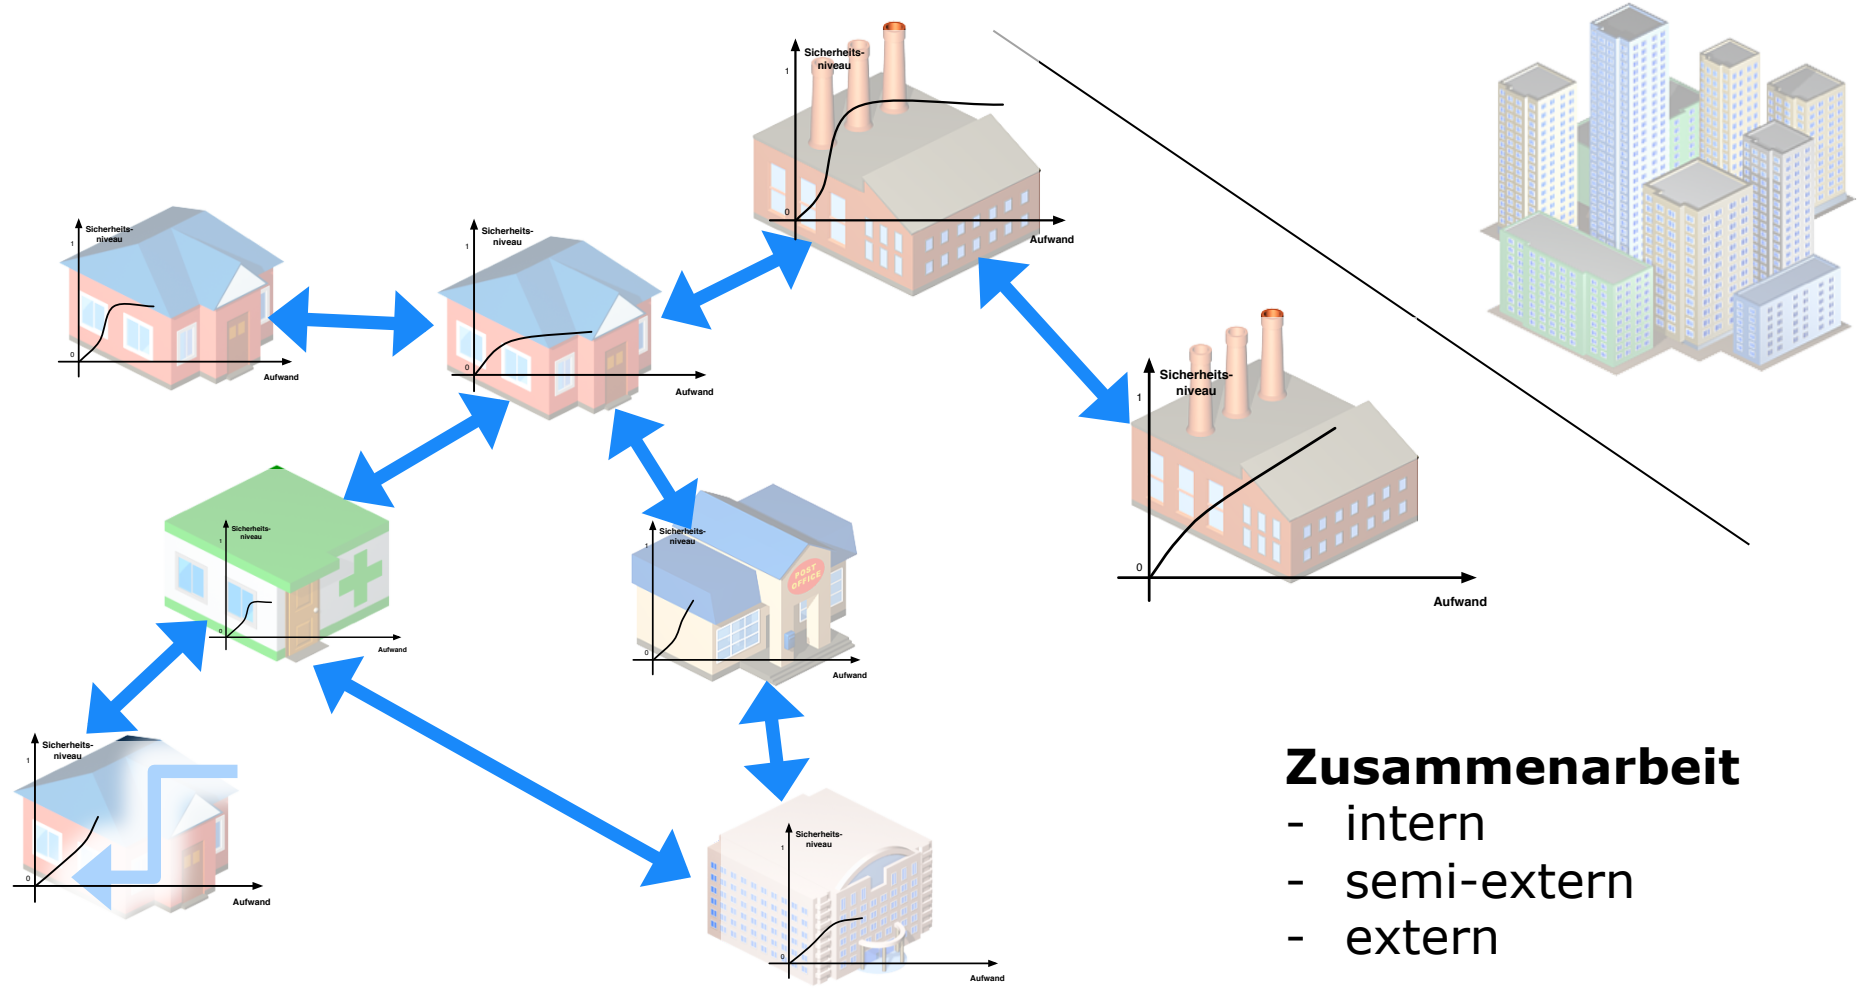 Sicherheits-
niveau
1
0
Aufwand
Sicherheits-
niveau
1
0
Aufwand
Sicherheits-
niveau
1
0
Aufwand
Sicherheits-
niveau
1
0
Aufwand
Sicherheits-
niveau
1
0
Aufwand
Sicherheits-
niveau
1
0
Aufwand
POST
OFFICE
Sicherheits-
niveau
1
0
Aufwand
Sicherheits-
niveau
1
0
Aufwand
Zusammenarbeit
- intern
- semi-extern
- extern